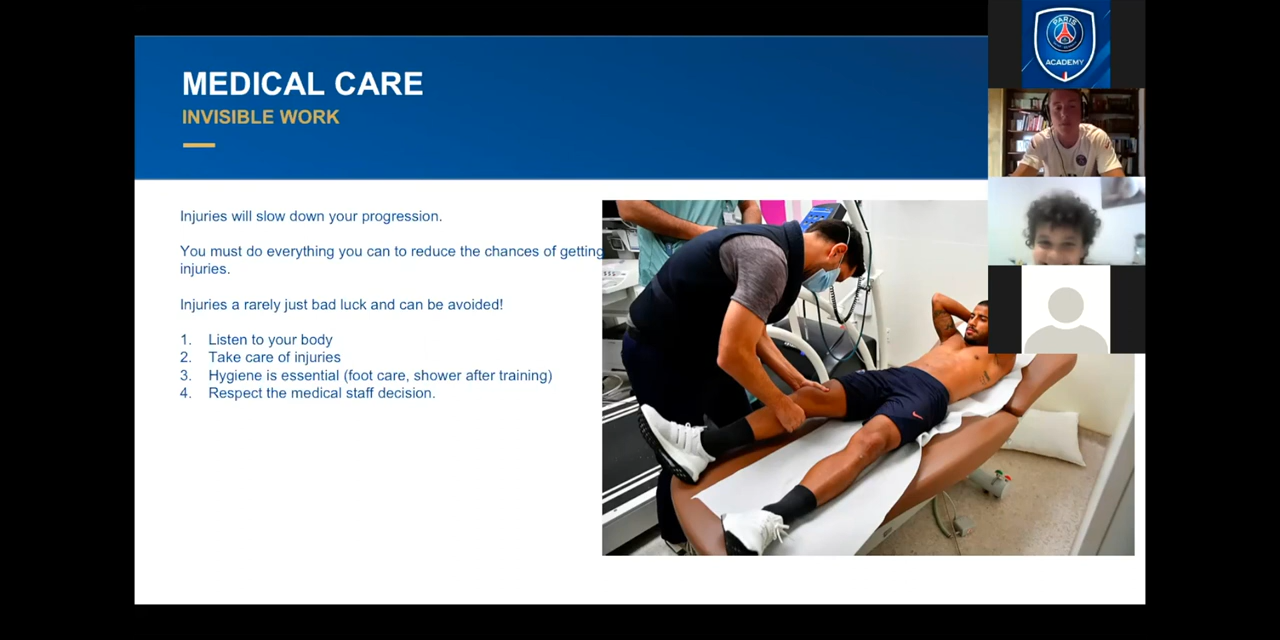 MEDICAL CARE
INVISIBLE WORK
Injuries will slow down your progression.
You must do everything you can to reduce the chances of getting
injuries.
Injuries a rarely just bad luck and can be avoided!
1. Listen to your body
2. Take care of injuries
3. Hygiene is essential (foot care, shower after training)
4. Respect the medical staff decision.
PARIS
ACADEMY